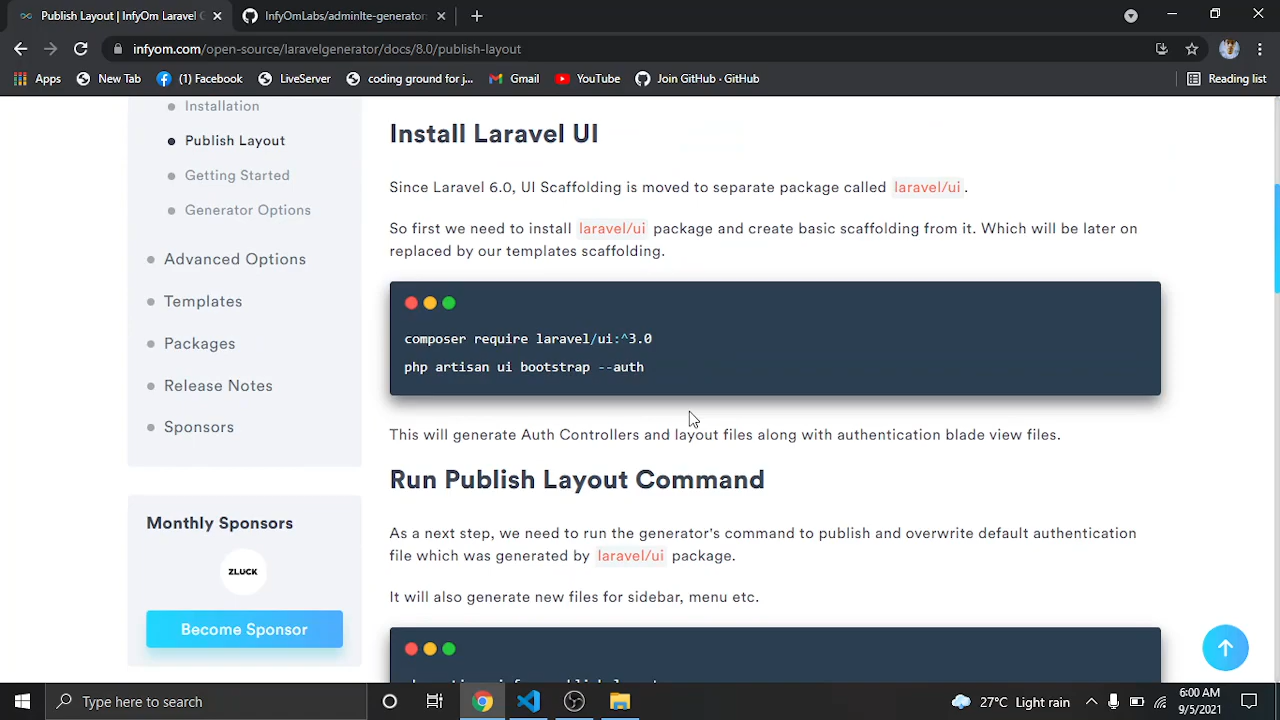 Publish Layout | InfyOm Laravel G
InfyOmLabs/adminlte-generator:
infyom.com/open-source/laravelgenerator/docs/8.0/publish-layout
Apps
New Tab
(1) Facebook
LiveServer
coding ground for j...
Gmail
YouTube
Join GitHub · GitHub
Reading list
Installation
Publish Layout
Getting Started
Generator Options
Advanced Options
Templates
Packages
Release Notes
Sponsors
Monthly Sponsors
ZLUCK
Become Sponsor
Install Laravel UI
Since Laravel 6.0, UI Scaffolding is moved to separate package called laravel/ui.
So first we need to install laravel/ui package and create basic scaffolding from it. Which will be later on
replaced by our templates scaffolding.
composer require laravel/ui:^3.0
php artisan ui bootstrap --auth
This will generate Auth Controllers and layout files along with authentication blade view files.
Run Publish Layout Command
As a next step, we need to run the generator's command to publish and overwrite default authentication
file which was generated by laravel/ui package.
It will also generate new files for sidebar, menu etc.
Type here to search
27°C Light rain
6:00 AM
9/5/2021